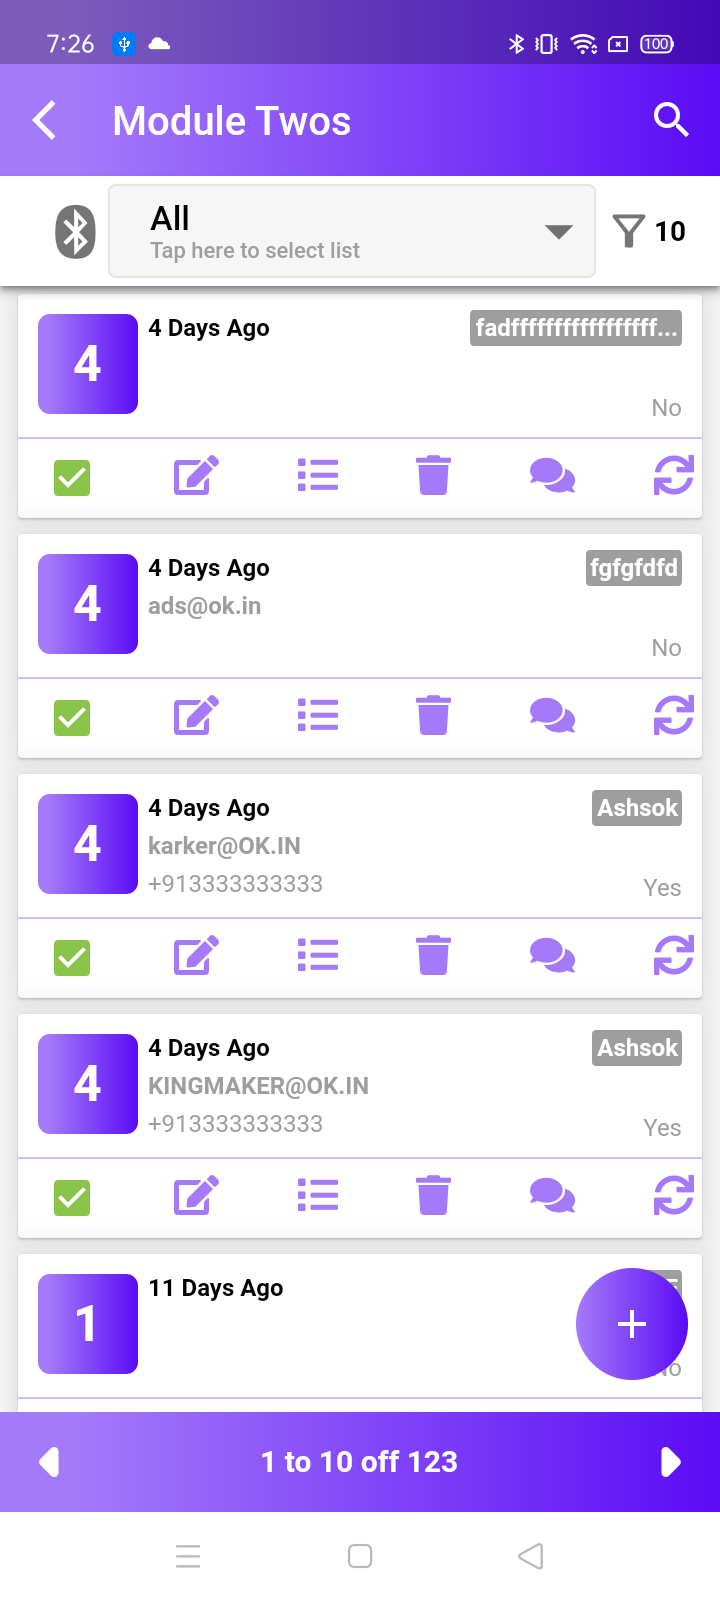 7:26
100
Module Twos
All
Tap here to select list
10
4
4 Days Ago
fadfffffffffffffffff...
No
4
4 Days Ago
fgfgfdfd
ads@ok.in
No
4
4 Days Ago
Ashsok
karker@OK.IN
+913333333333
Yes
4
4 Days Ago
Ashsok
KINGMAKER@OK.IN
+913333333333
Yes
1
11 Days Ago
No
1 to 10 off 123